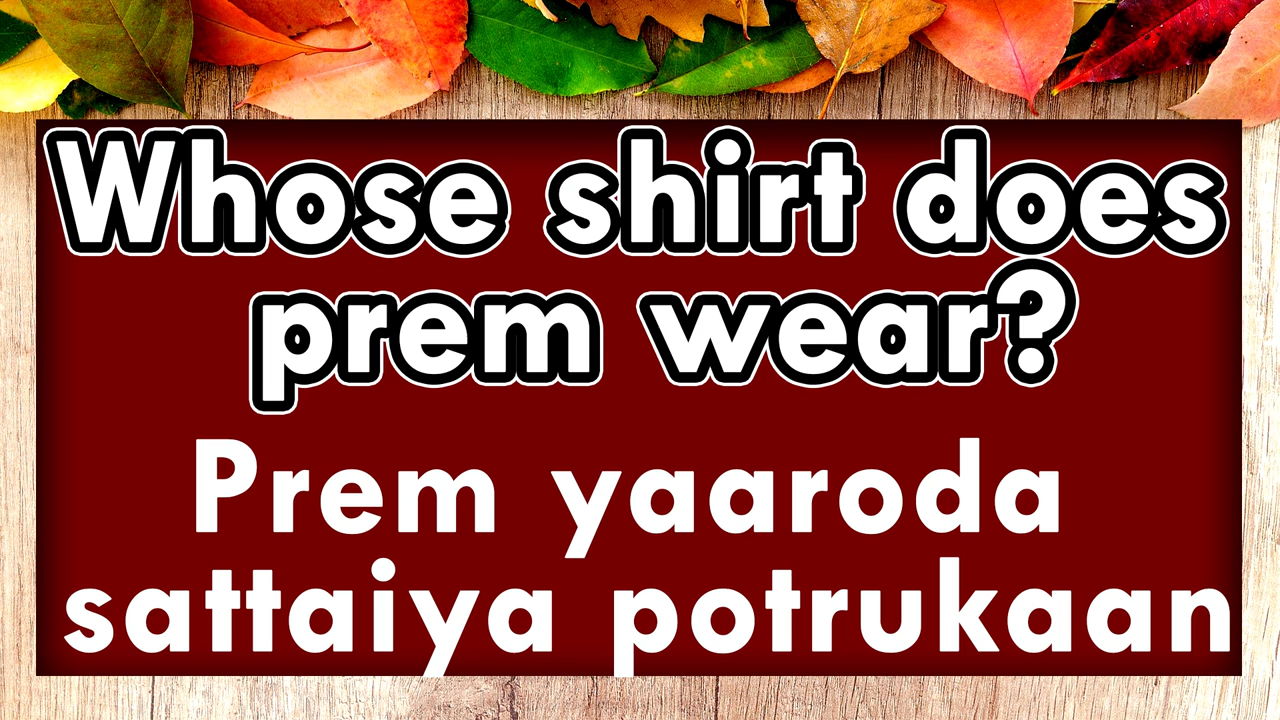 Whose shirt does
prem wear?
Prem yaaroda
sattaiya potrukaan